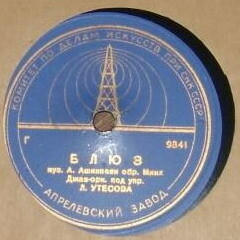 КОМИТЕТ ПО ДЕЛАМ ИСКУССТВ ПРИ СНК СССР
Г 9841
БЛЮЗ
муз. А. Ашкенази обр. Минх
Джаз-орк. под упр.
Л. УТЕСОВА
АПРЕЛЕВСКИЙ ЗАВОД